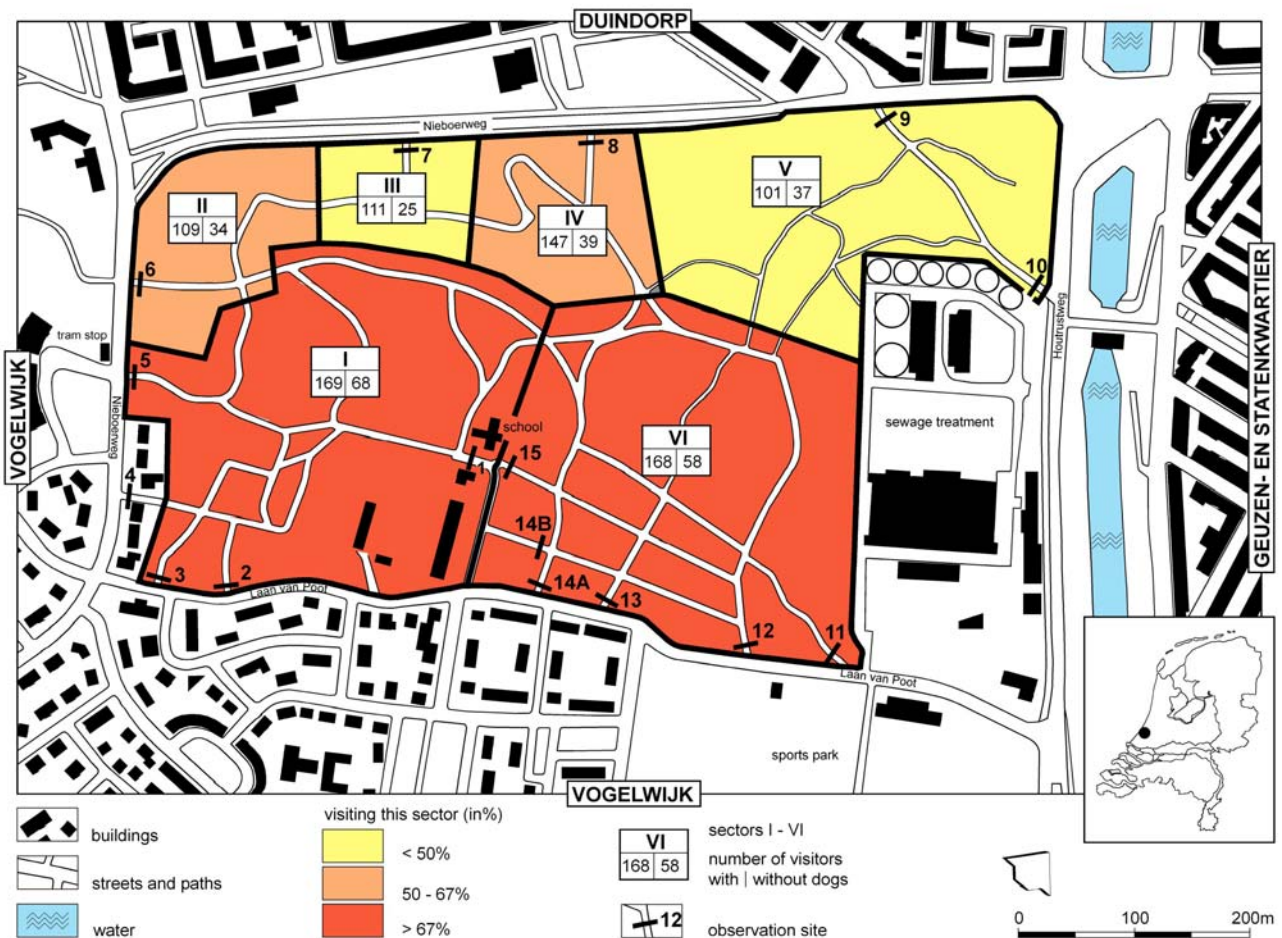 DUINDORP
Nieboerweg
9
7
8
V
101 37
III
111 25
II
109 34
IV
147 39
6
10
tram stop
Houtrustweg
GEUZEN- EN STATENKWARTIER
VOGELWIJK
5
I
169 68
Nieboerweg
school
sewage treatment
VI
168 58
1
15
4
14B
3
2
Laan van Poot
14A
13
12
11
Laan van Poot
sports park
VOGELWIJK
buildings
streets and paths
water
visiting this sector (in%)
< 50%
50 - 67%
> 67%
VI
168 58
sectors I - VI
number of visitors
with | without dogs
12
observation site
0 100 200m